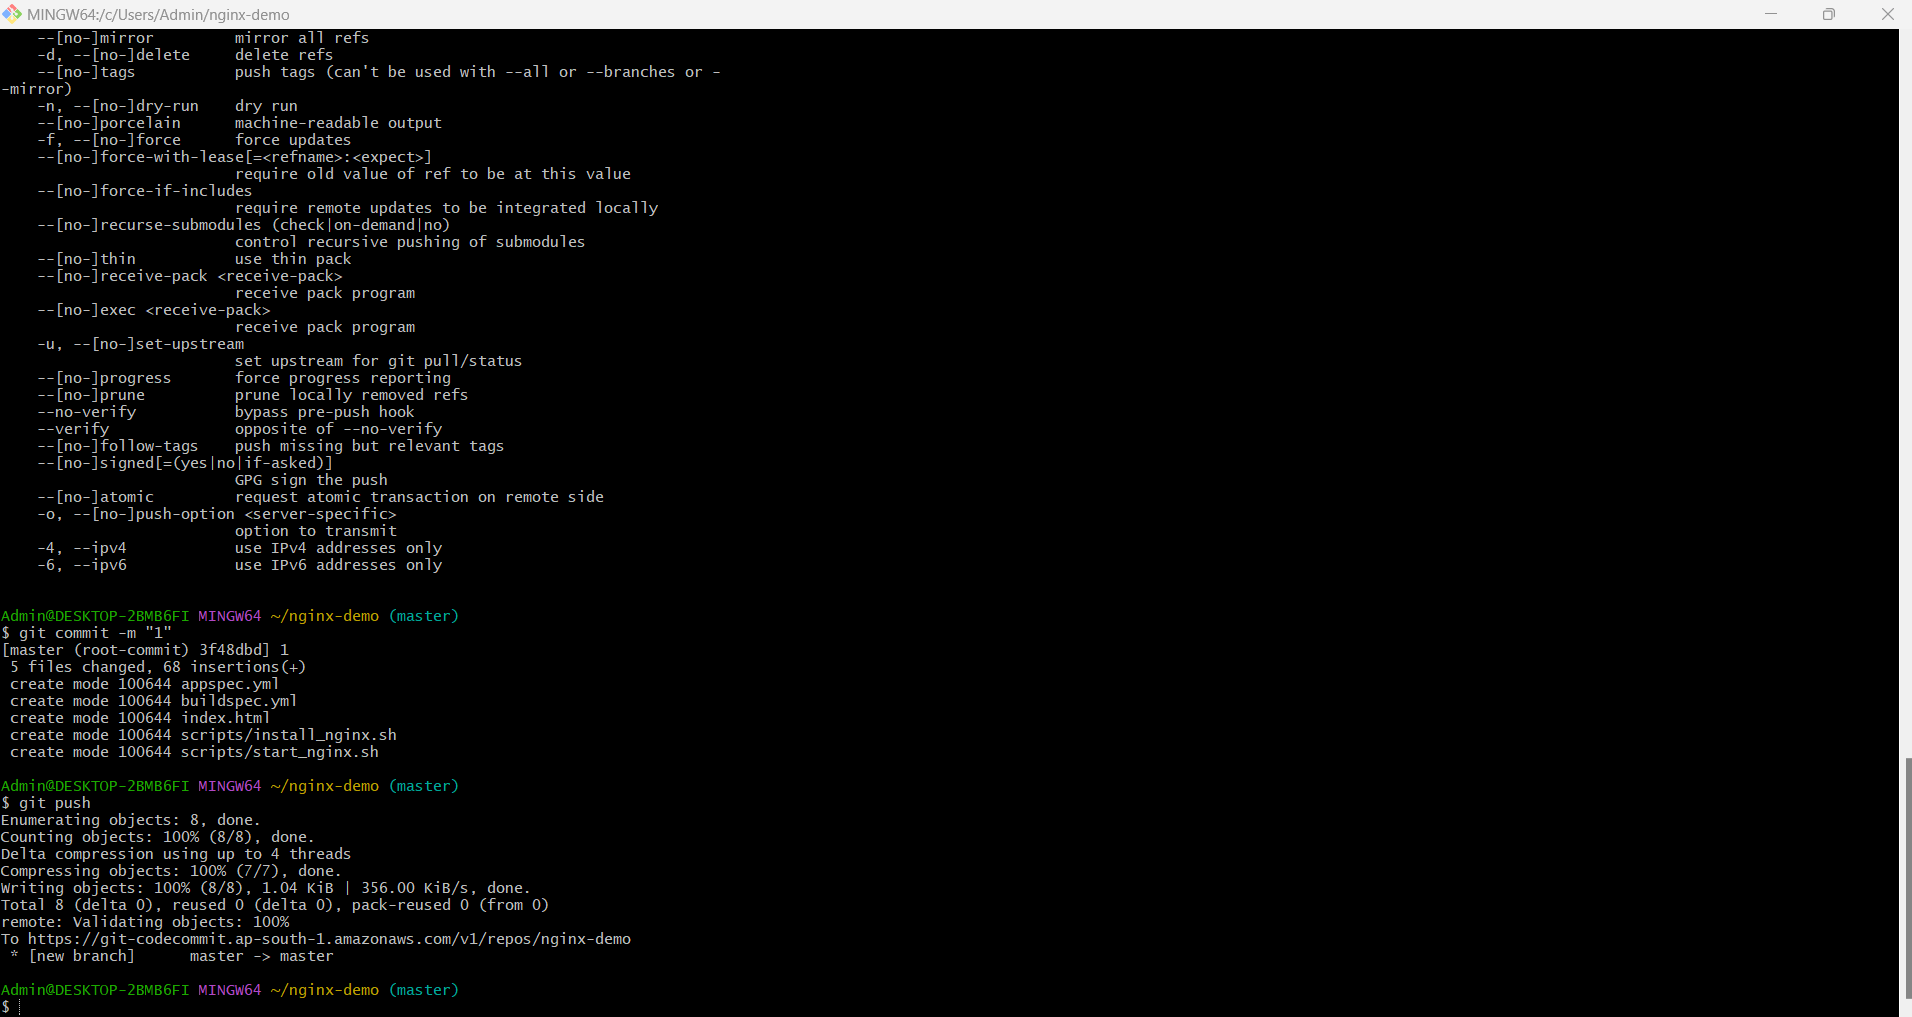 MINGW64:/c/Users/Admin/nginx-demo
    --[no-]mirror         mirror all refs
    -d, --[no-]delete     delete refs
    --[no-]tags           push tags (can't be used with --all or --branches or -
-mirror)
    -n, --[no-]dry-run    dry run
    --[no-]porcelain      machine-readable output
    -f, --[no-]force      force updates
    --[no-]force-with-lease[=<refname>:<expect>]
                          require old value of ref to be at this value
    --[no-]force-if-includes
                          require remote updates to be integrated locally
    --[no-]recurse-submodules (check|on-demand|no)
                          control recursive pushing of submodules
    --[no-]thin           use thin pack
    --[no-]receive-pack <receive-pack>
                          receive pack program
    --[no-]exec <receive-pack>
                          receive pack program
    -u, --[no-]set-upstream
                          set upstream for git pull/status
    --[no-]progress       force progress reporting
    --[no-]prune          prune locally removed refs
    --no-verify           bypass pre-push hook
    --verify              opposite of --no-verify
    --[no-]follow-tags    push missing but relevant tags
    --[no-]signed[=(yes|no|if-asked)]
                          GPG sign the push
    --[no-]atomic         request atomic transaction on remote side
    -o, --[no-]push-option <server-specific>
                          option to transmit
    -4, --ipv4            use IPv4 addresses only
    -6, --ipv6            use IPv6 addresses only
Admin@DESKTOP-2BMB6FI MINGW64 ~/nginx-demo (master)
$ git commit -m "1"
[master (root-commit) 3f48dbd] 1
 5 files changed, 68 insertions(+)
 create mode 100644 appspec.yml
 create mode 100644 buildspec.yml
 create mode 100644 index.html
 create mode 100644 scripts/install_nginx.sh
 create mode 100644 scripts/start_nginx.sh
Admin@DESKTOP-2BMB6FI MINGW64 ~/nginx-demo (master)
$ git push
Enumerating objects: 8, done.
Counting objects: 100% (8/8), done.
Delta compression using up to 4 threads
Compressing objects: 100% (7/7), done.
Writing objects: 100% (8/8), 1.04 KiB | 356.00 KiB/s, done.
Total 8 (delta 0), reused 0 (delta 0), pack-reused 0 (from 0)
remote: Validating objects: 100%
To https://git-codecommit.ap-south-1.amazonaws.com/v1/repos/nginx-demo
 * [new branch]      master -> master
Admin@DESKTOP-2BMB6FI MINGW64 ~/nginx-demo (master)
$